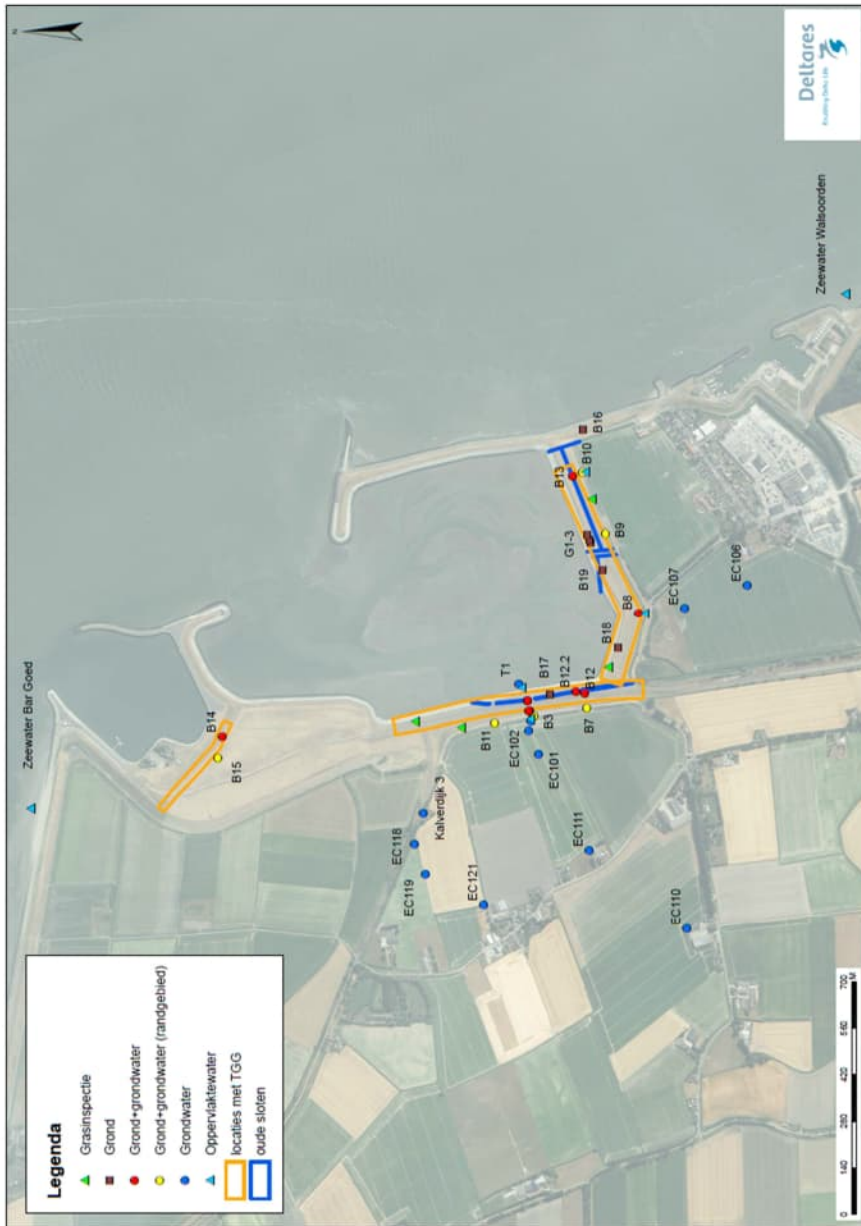 Legenda
Grasinspectie
Grond
Grond+grondwater
Grond+grondwater (randgebied)
Grondwater
Oppervlaktewater
locaties met TGG
oude sloten
Zeewater Bar Goed
B14
B15
Kalverdijk 3
EC118
EC119
EC121
EC111
EC110
EC101
EC102
B11
B3
T1
B17
B12.2
B12
B7
B18
B8
B19
G1-3
B9
B13
B10
B16
EC107
EC106
Zeewater Walsoorden
0 140 280 420 560 700
M
N
Deltares
Enabling Delta Life